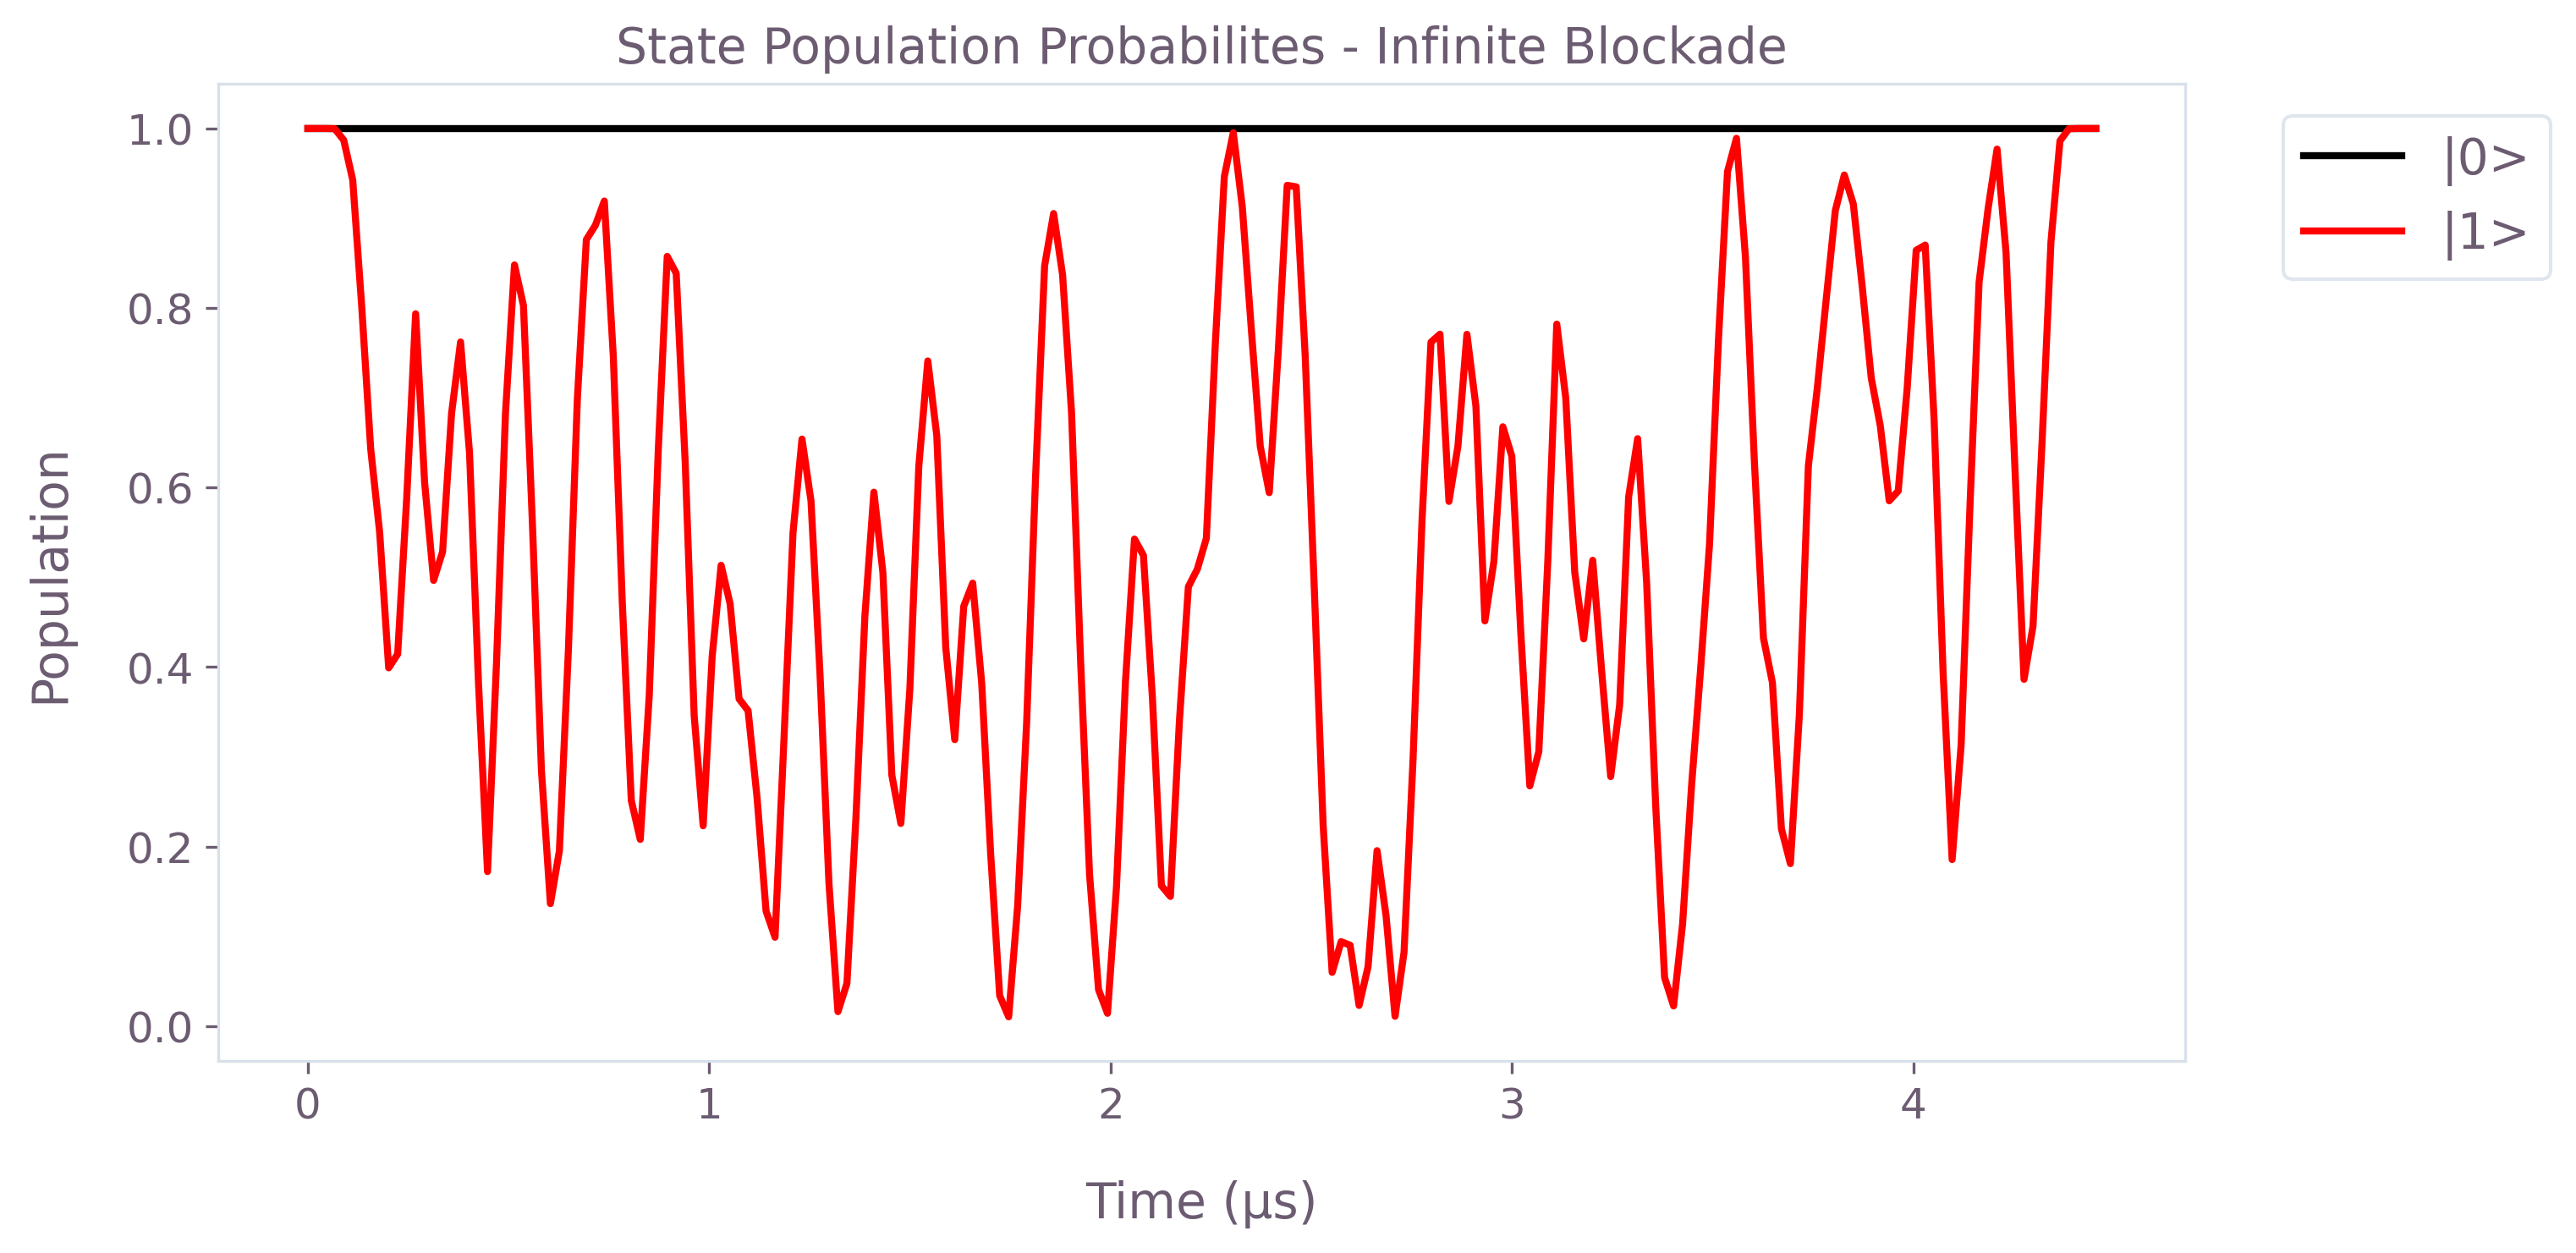 State Population Probabilites - Infinite Blockade
|0>
|1>
Population
1.0
0.8
0.6
0.4
0.2
0.0
0 1 2 3 4
Time (µs)